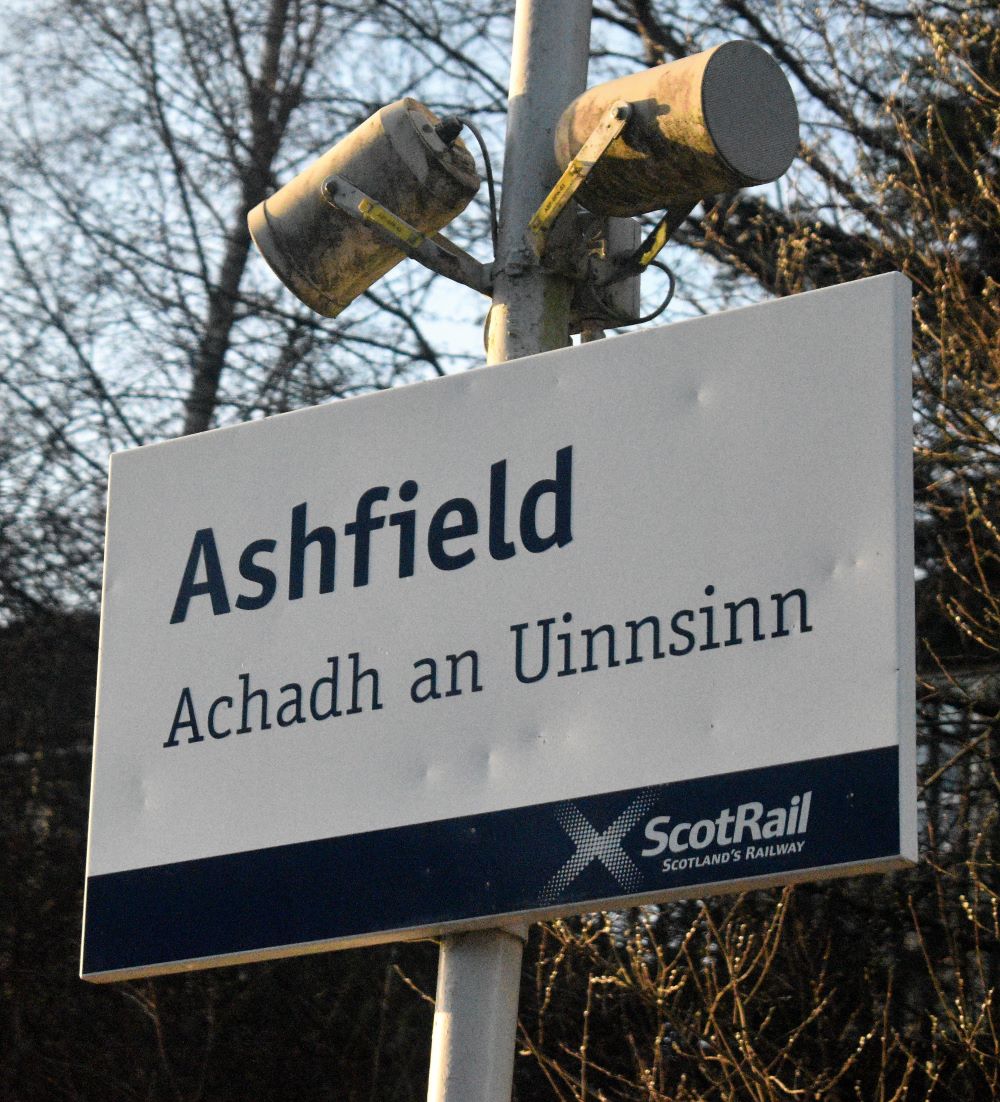 Ashfield
Achadh an Uinnsinn
ScotRail
SCOTLAND'S RAILWAY